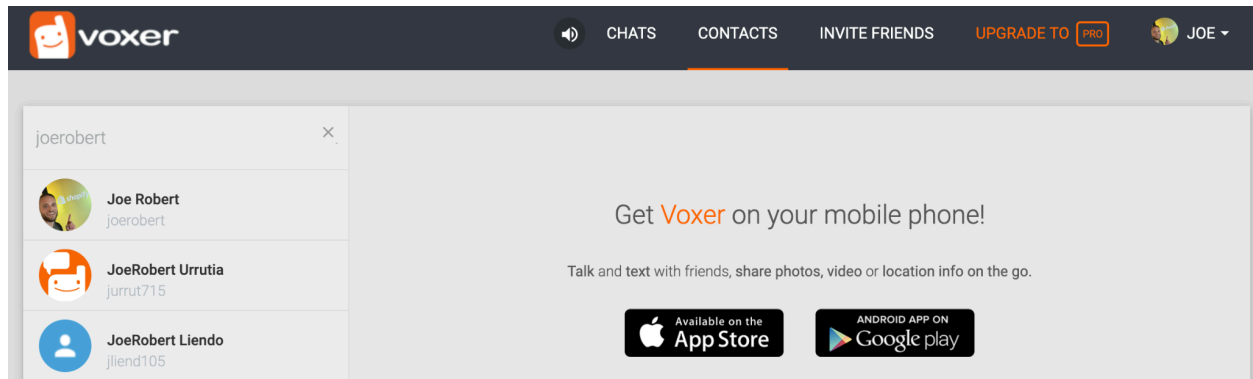 voxer
CHATS CONTACTS INVITE FRIENDS UPGRADE TO PRO JOE
joerobert
Joe Robert
joerobert
JoeRobert Urrutia
jurrut715
JoeRobert Liendo
jliend105
Get Voxer on your mobile phone!
Talk and text with friends, share photos, video or location info on the go.
Available on the
App Store
ANDROID APP ON
Google play